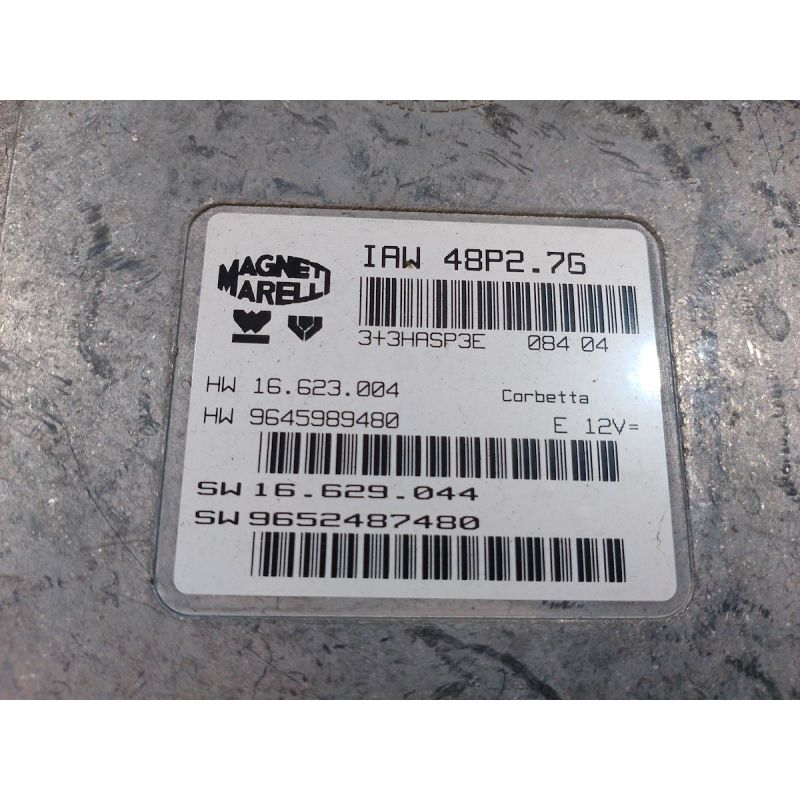 MARELLI
MAGNETI
MARELLI
IAW 48P2.7G
3+3HASP3E 084 04
HW 16.623.004 Corbetta
HW 9645989480 E 12V=
SW 16.629.044
SW 9652487480